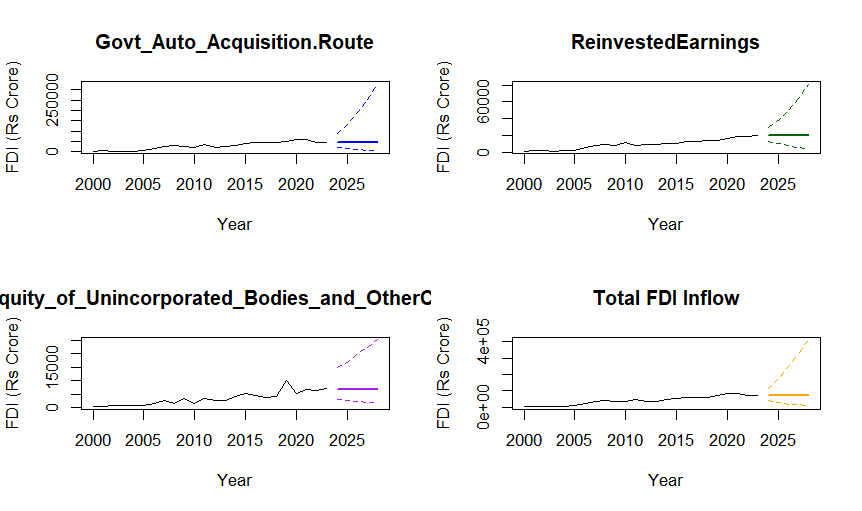 Govt_Auto_Acquisition.Route
FDI (Rs Crore)
250000
0
2000 2005 2010 2015 2020 2025
Year
ReinvestedEarnings
FDI (Rs Crore)
60000
0
2000 2005 2010 2015 2020 2025
Year
quity_of_Unincorporated_Bodies_and_OtherC
FDI (Rs Crore)
15000
0
2000 2005 2010 2015 2020 2025
Year
Total FDI Inflow
FDI (Rs Crore)
4e+05
0e+00
2000 2005 2010 2015 2020 2025
Year